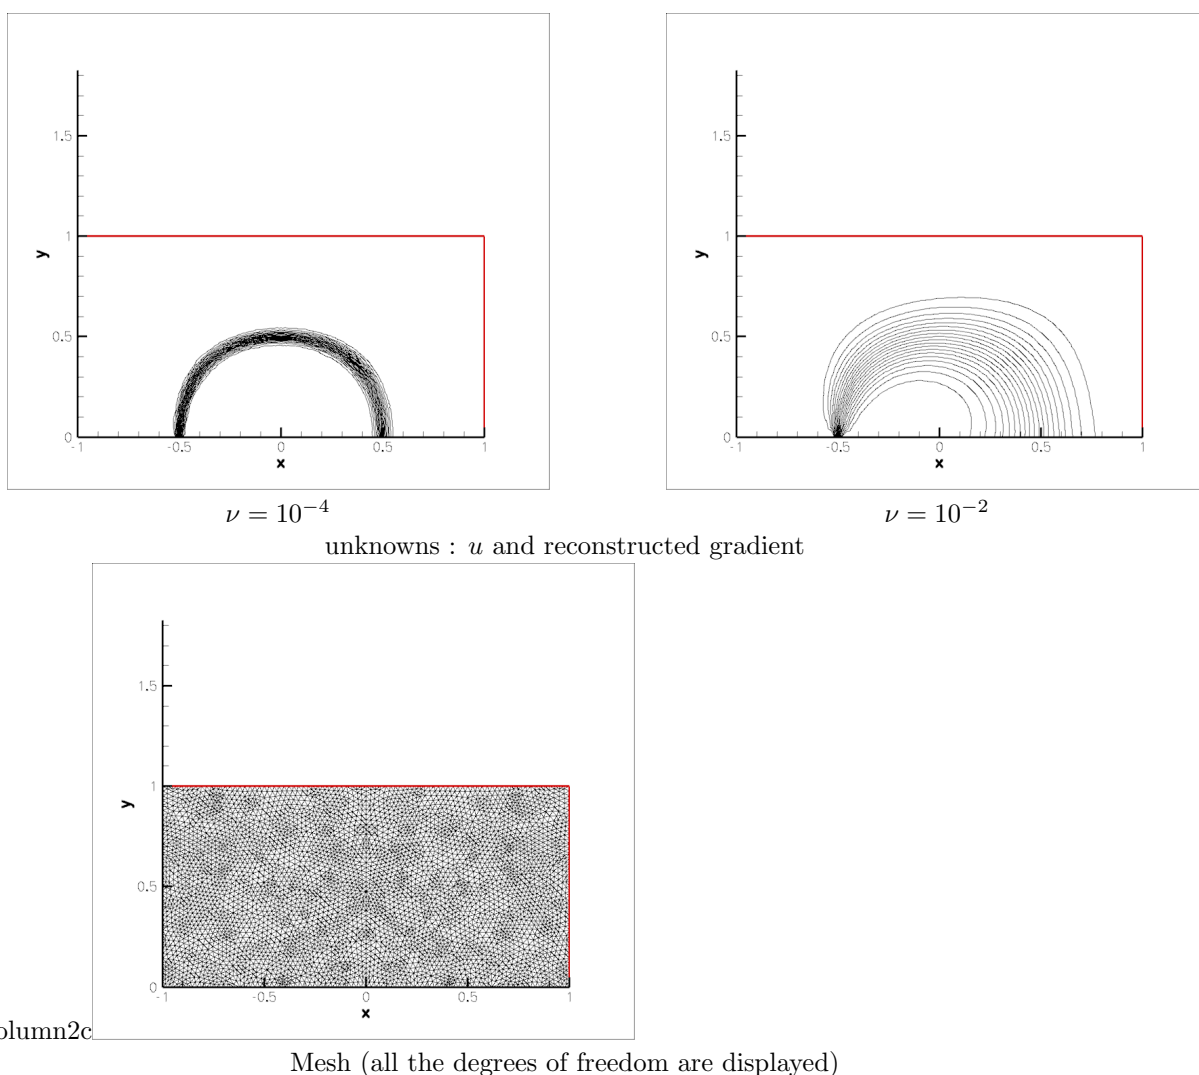 1.5
1
y
0.5
0
-1
-0.5
0
0.5
1
x
1.5
1
y
0.5
0
-1
-0.5
0
0.5
1
x
ν = 10⁻⁴
ν = 10⁻²
unknowns : u and reconstructed gradient
1.5
1
y
0.5
0
-1
-0.5
0
0.5
1
x
olumn2c
Mesh (all the degrees of freedom are displayed)